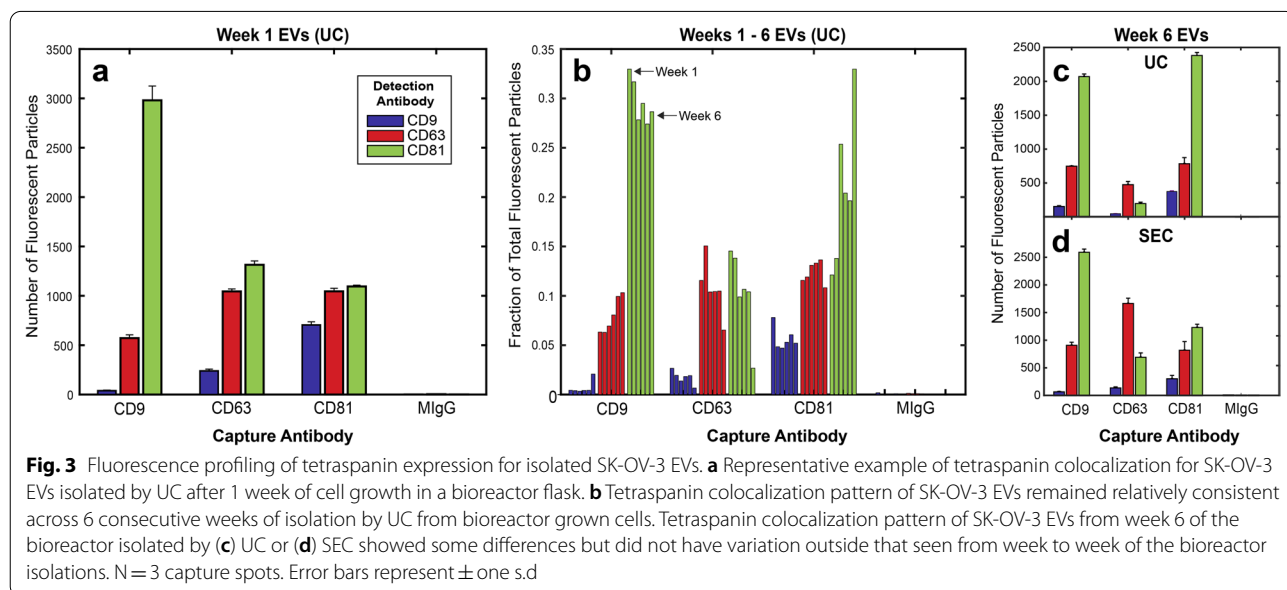 Week 1 EVs (UC)
a
Number of Fluorescent Particles
3500
3000
2500
2000
1500
1000
500
0
Detection
Antibody
CD9
CD63
CD81
CD9 CD63 CD81 MIgG
Capture Antibody
Weeks 1 - 6 EVs (UC)
b
Fraction of Total Fluorescent Particles
0.35
0.3
0.25
0.2
0.15
0.1
0.05
0
Week 1
Week 6
CD9 CD63 CD81 MIgG
Capture Antibody
Week 6 EVs
c UC
Number of Fluorescent Particles
2500
2000
1500
1000
500
d SEC
2500
2000
1500
1000
500
0
CD9 CD63 CD81 MIgG
Capture Antibody
Fig. 3 Fluorescence profiling of tetraspanin expression for isolated SK-OV-3 EVs. a Representative example of tetraspanin colocalization for SK-OV-3
EVs isolated by UC after 1 week of cell growth in a bioreactor flask. b Tetraspanin colocalization pattern of SK-OV-3 EVs remained relatively consistent
across 6 consecutive weeks of isolation by UC from bioreactor grown cells. Tetraspanin colocalization pattern of SK-OV-3 EVs from week 6 of the
bioreactor isolated by (c) UC or (d) SEC showed some differences but did not have variation outside that seen from week to week of the bioreactor
isolations. N = 3 capture spots. Error bars represent ± one s.d